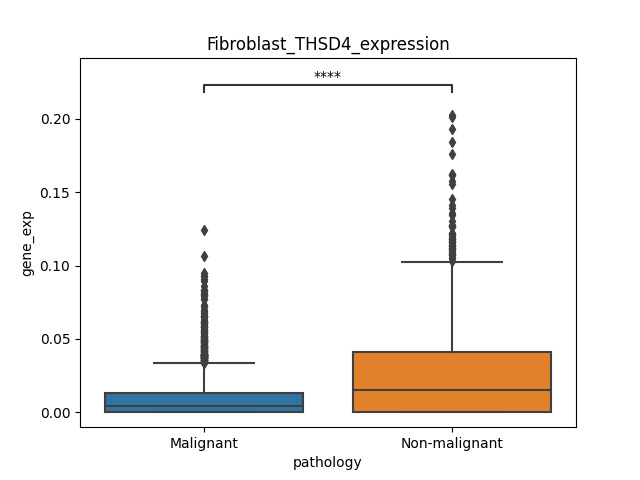 Fibroblast_THSD4_expression
****
0.20
0.15
0.10
0.05
0.00
gene_exp
Malignant
Non-malignant
pathology